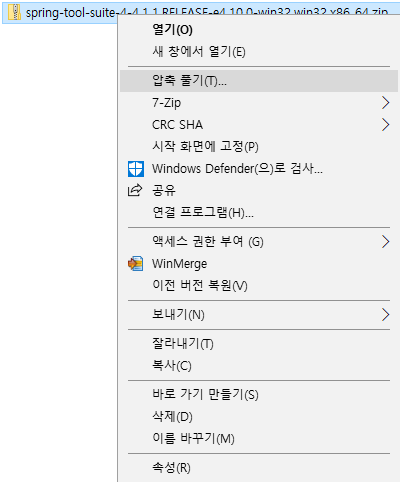 spring-tool-suite-4-4.1.1.RELEASE-e4.10.0-win32.win32.x86_64.zip
열기(O)
새 창에서 열기(E)
압축 풀기(T)...
7-Zip
CRC SHA
시작 화면에 고정(P)
Windows Defender(으)로 검사...
공유
연결 프로그램(H)...
액세스 권한 부여 (G)
WinMerge
이전 버전 복원(V)
보내기(N)
잘라내기(T)
복사(C)
바로 가기 만들기(S)
삭제(D)
이름 바꾸기(M)
속성(R)